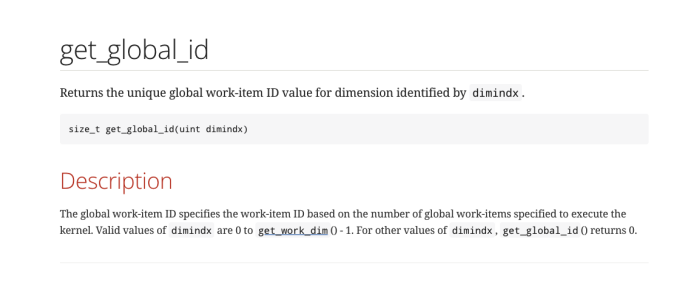 get_global_id
Returns the unique global work-item ID value for dimension identified by dimindx.
size_t get_global_id(uint dimindx)
Description
The global work-item ID specifies the work-item ID based on the number of global work-items specified to execute the
kernel. Valid values of dimindx are 0 to get_work_dim() - 1. For other values of dimindx, get_global_id() returns 0.